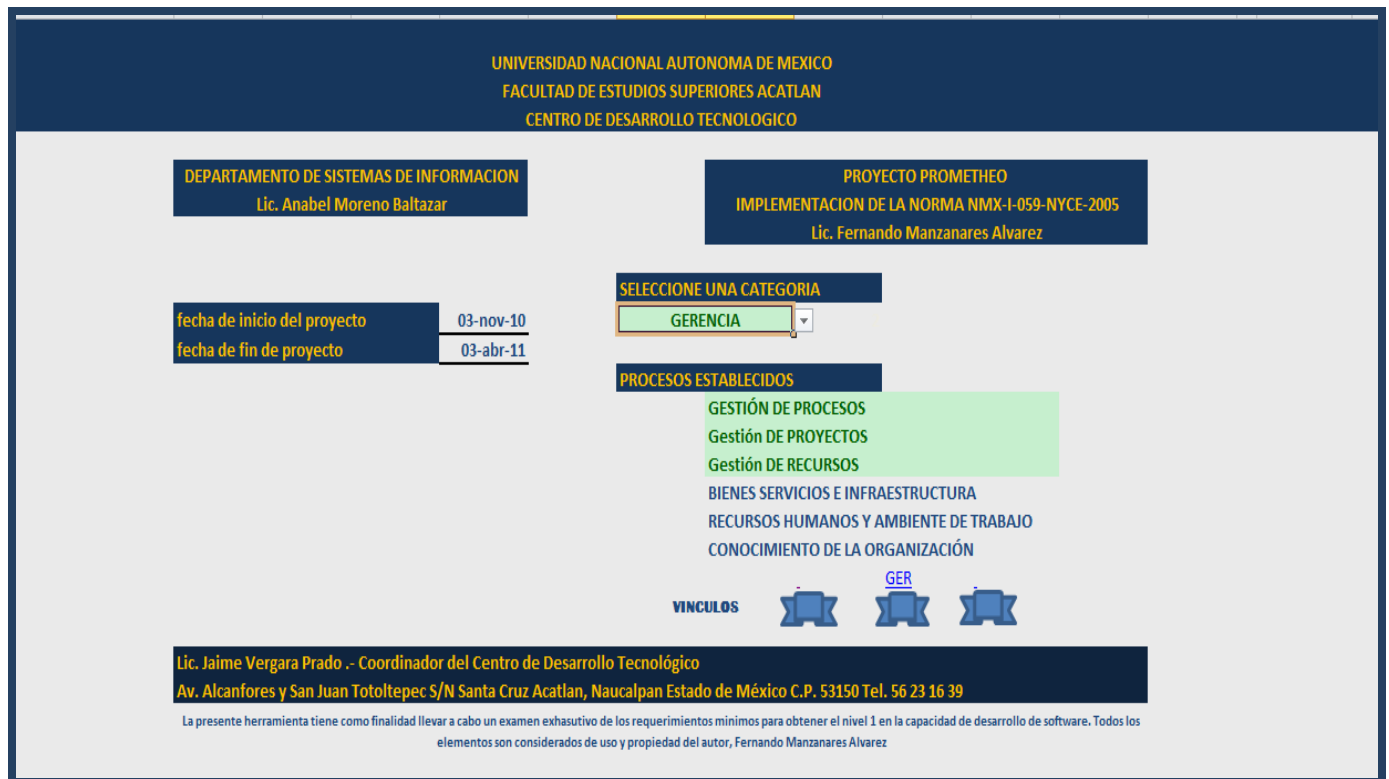 UNIVERSIDAD NACIONAL AUTONOMA DE MEXICO
FACULTAD DE ESTUDIOS SUPERIORES ACATLAN
CENTRO DE DESARROLLO TECNOLOGICO
DEPARTAMENTO DE SISTEMAS DE INFORMACION
Lic. Anabel Moreno Baltazar
PROYECTO PROMETHEO
IMPLEMENTACION DE LA NORMA NMX-I-059-NYCE-2005
Lic. Fernando Manzanares Alvarez
fecha de inicio del proyecto 03-nov-10
fecha de fin de proyecto 03-abr-11
SELECCIONE UNA CATEGORIA
GERENCIA
PROCESOS ESTABLECIDOS
GESTIÓN DE PROCESOS
Gestión DE PROYECTOS
Gestión DE RECURSOS
BIENES SERVICIOS E INFRAESTRUCTURA
RECURSOS HUMANOS Y AMBIENTE DE TRABAJO
CONOCIMIENTO DE LA ORGANIZACIÓN
GER
VINCULOS
Lic. Jaime Vergara Prado .- Coordinador del Centro de Desarrollo Tecnológico
Av. Alcanfores y San Juan Totoltepec S/N Santa Cruz Acatlan, Naucalpan Estado de México C.P. 53150 Tel. 56 23 16 39
La presente herramienta tiene como finalidad llevar a cabo un examen exhasutivo de los requerimientos minimos para obtener el nivel 1 en la capacidad de desarrollo de software. Todos los
elementos son considerados de uso y propiedad del autor, Fernando Manzanares Alvarez